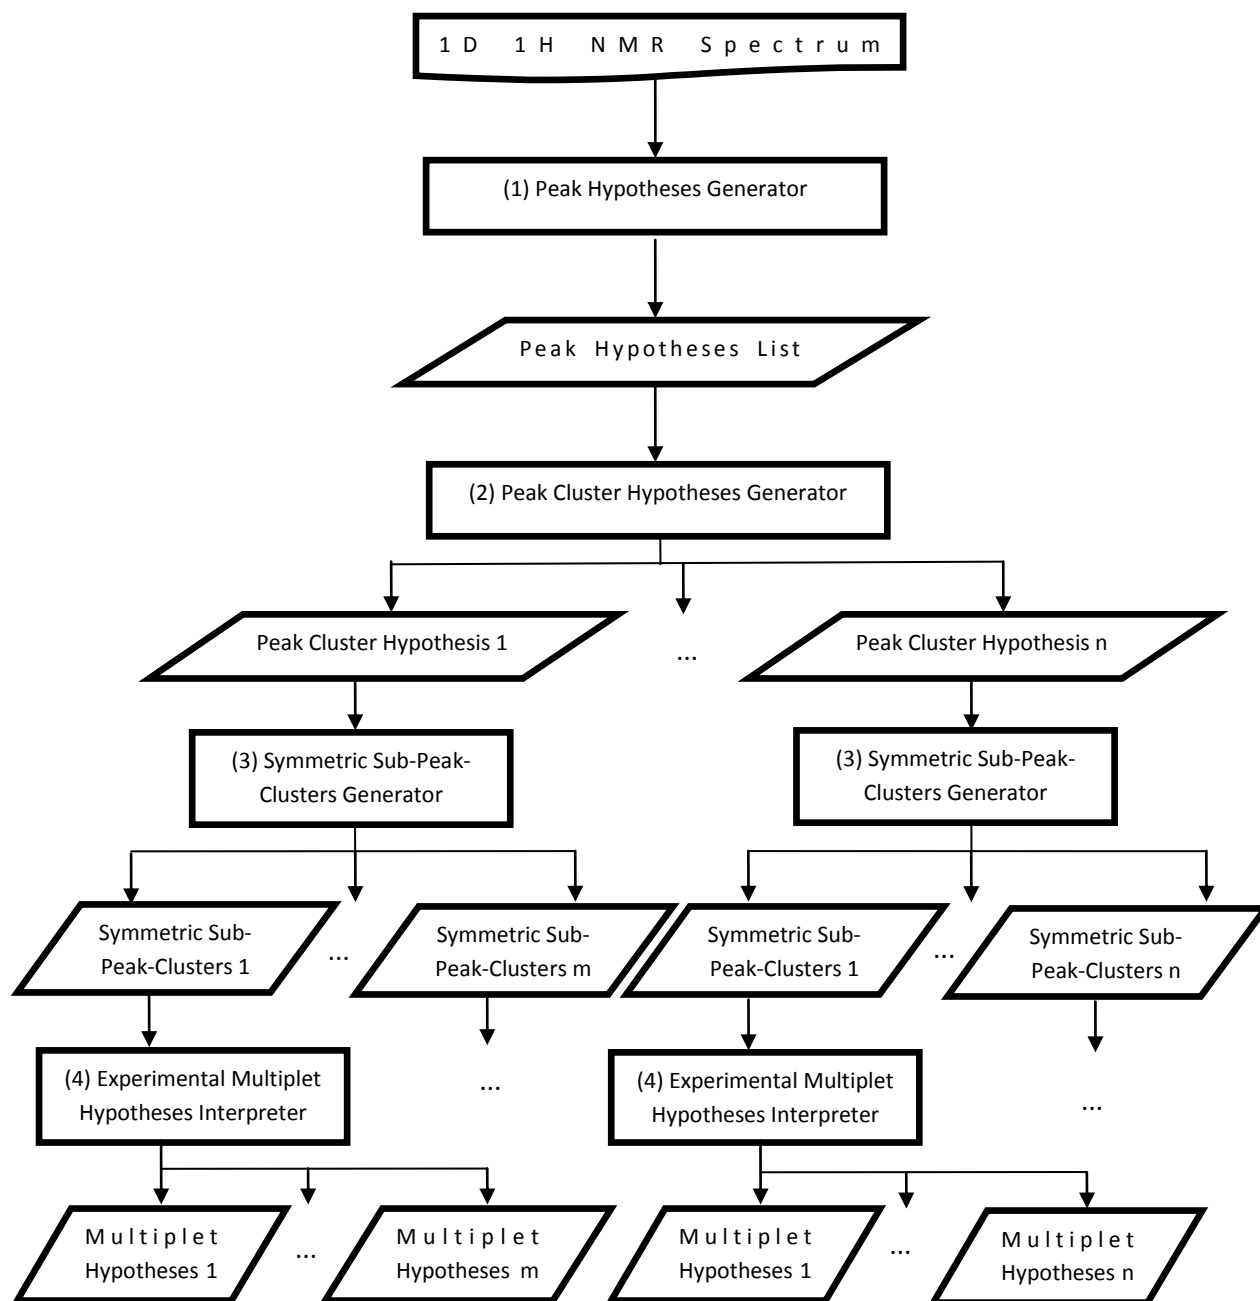 1D 1H NMR Spectrum
(1) Peak Hypotheses Generator
Peak Hypotheses List
(2) Peak Cluster Hypotheses Generator
Peak Cluster Hypothesis 1
...
Peak Cluster Hypothesis n
(3) Symmetric Sub-Peak-
Clusters Generator
(3) Symmetric Sub-Peak-
Clusters Generator
Symmetric Sub-
Peak-Clusters 1
...
Symmetric Sub-
Peak-Clusters m
Symmetric Sub-
Peak-Clusters 1
...
Symmetric Sub-
Peak-Clusters n
(4) Experimental Multiplet
Hypotheses Interpreter
...
(4) Experimental Multiplet
Hypotheses Interpreter
...
Multiplet
Hypotheses 1
...
Multiplet
Hypotheses m
Multiplet
Hypotheses 1
...
Multiplet
Hypotheses n